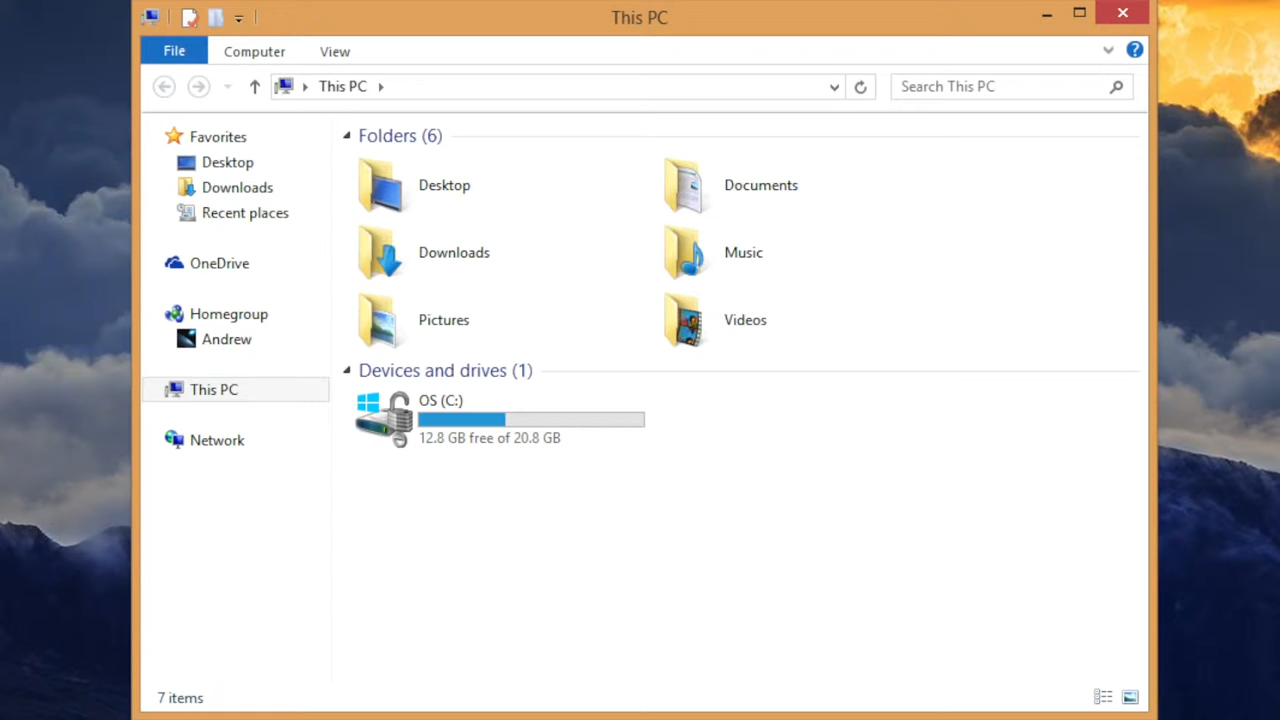 This PC
File Computer View
This PC
Search This PC
Favorites
Desktop
Downloads
Recent places
OneDrive
Homegroup
Andrew
This PC
Network
Folders (6)
Desktop
Documents
Downloads
Music
Pictures
Videos
Devices and drives (1)
OS (C:)
12.8 GB free of 20.8 GB
7 items